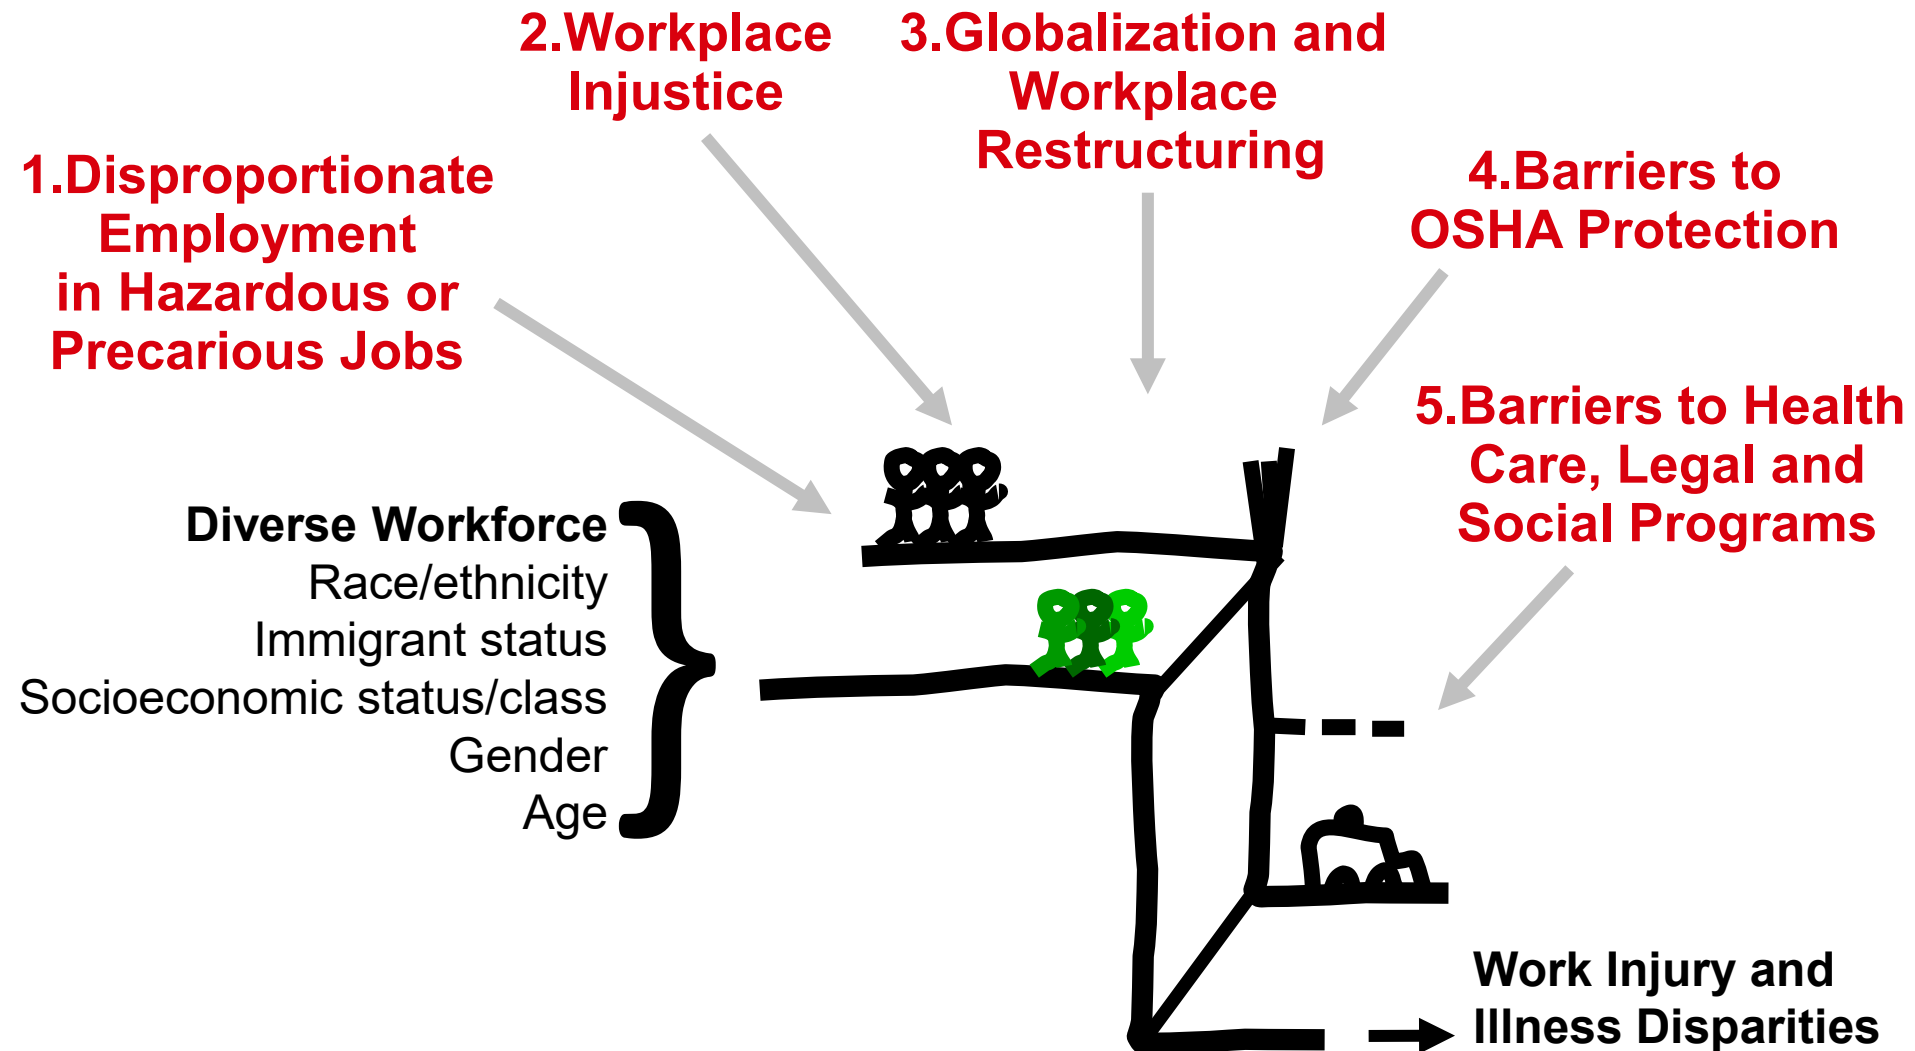 2.Workplace
Injustice
3.Globalization and
Workplace
Restructuring
1.Disproportionate
Employment
in Hazardous or
Precarious Jobs
4.Barriers to
OSHA Protection
5.Barriers to Health
Care, Legal and
Social Programs
Diverse Workforce
Race/ethnicity
Immigrant status
Socioeconomic status/class
Gender
Age
Work Injury and
Illness Disparities